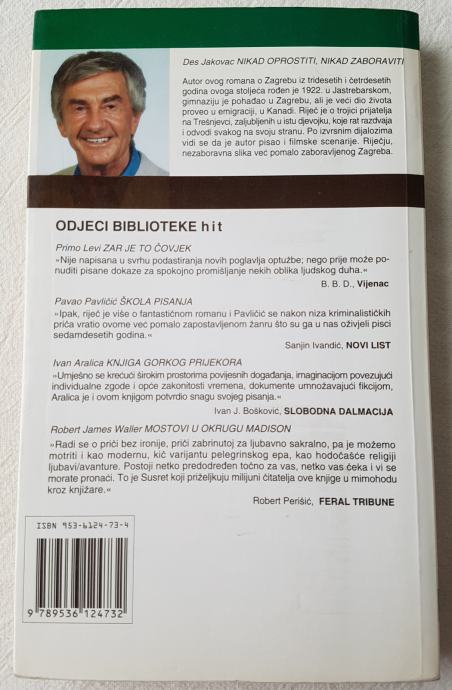 Des Jakovac NIKAD OPROSTITI, NIKAD ZABORAVITI
Autor ovog romana o Zagrebu iz tridesetih i četrdesetih
godina ovoga stoljeća rođen je 1922. u Jastrebarskom,
gimnaziju je pohađao u Zagrebu, ali je veći dio života
proveo u emigraciji, u Kanadi. Riječ je o trojici prijatelja
na Trešnjevci, zaljubljenih u istu djevojku, koje rat razdvaja
i odvodi svakog na svoju stranu. Po izvrsnim dijalozima
vidi se da je autor pisao i filmske scenarije. Riječju,
nezaboravna slika već pomalo zaboravljenog Zagreba.
ODJECI BIBLIOTEKE hit
Primo Levi ZAR JE TO ČOVJEK
»Nije napisana u svrhu podastiranja novih poglavlja optužbe; nego prije može po-
nuditi pisane dokaze za spokojno promišljanje nekih oblika ljudskog duha.«
B. B. D., Vijenac
Pavao Pavličić ŠKOLA PISANJA
»Ipak, riječ je više o fantastičnom romanu i Pavličić se nakon niza kriminalističkih
priča vratio ovome već pomalo zapostavljenom žanru što su ga u nas oživjeli pisci
sedamdesetih godina.«
Sanjin Ivandić, NOVI LIST
Ivan Aralica KNJIGA GORKOG PRIJEKORA
»Umješno se krećući širokim prostorima povijesnih događanja, imaginacijom povezujući
individualne zgode i opće zakonitosti vremena, dokumente umnožavajući fikcijom,
Aralica je i ovom knjigom potvrdio snagu svojeg pisanja.«
Ivan J. Bošković, SLOBODNA DALMACIJA
Robert James Waller MOSTOVI U OKRUGU MADISON
»Radi se o priči bez ironije, priči zabrinutoj za ljubavno sakralno, pa je možemo
motriti i kao modernu, kič varijantu pelegrinskog epa, kao hodočašće religiji
ljubavi/avanture. Postoji netko predodređen točno za vas, netko vas čeka i vi se
morate pronaći. To je Susret koji priželjkuju milijuni čitatelja ove knjige u mimohodu
kroz knjižare.«
Robert Perišić, FERAL TRIBUNE
ISBN 953-6124-73-4
9 789536 124732